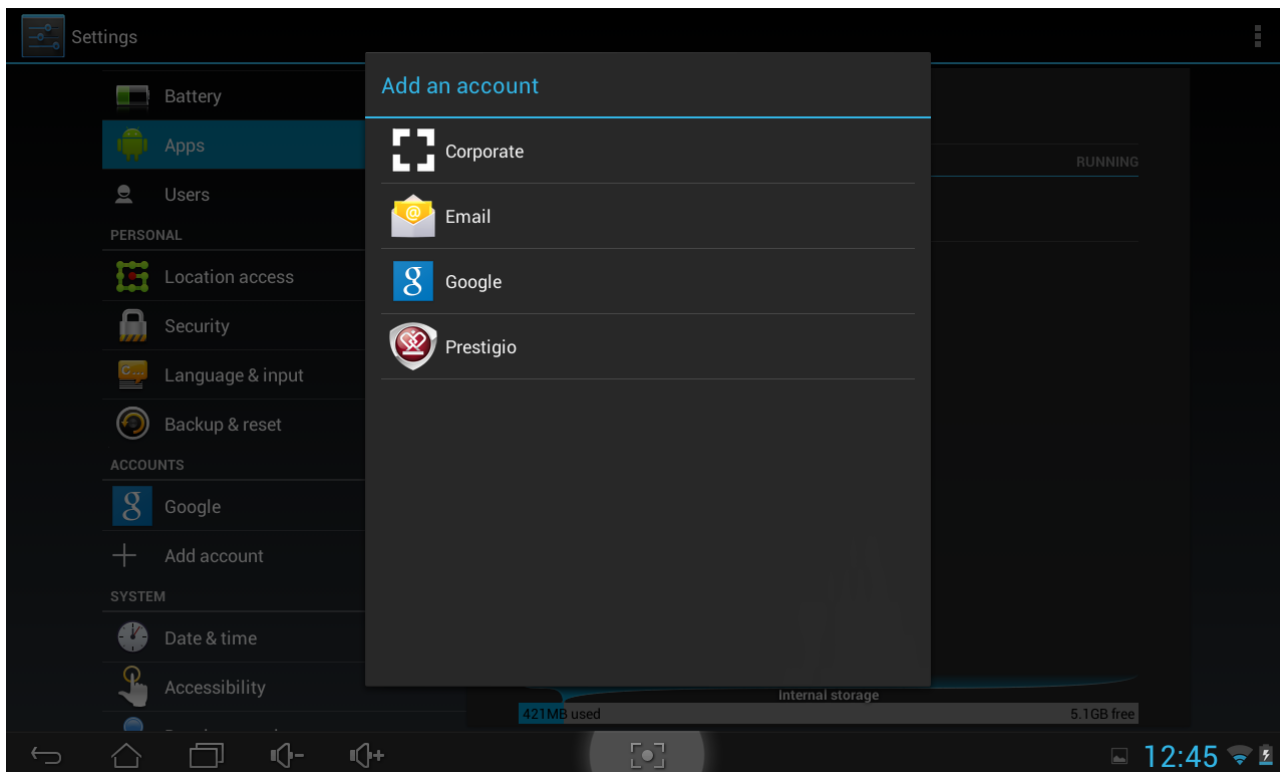 Settings
Battery
Apps
Users
PERSONAL
Location access
Security
Language & input
Backup & reset
ACCOUNTS
Google
Add account
SYSTEM
Date & time
Accessibility
Add an account
Corporate
Email
Google
Prestigio
RUNNING
Internal storage
421MB used
5.1GB free
12:45